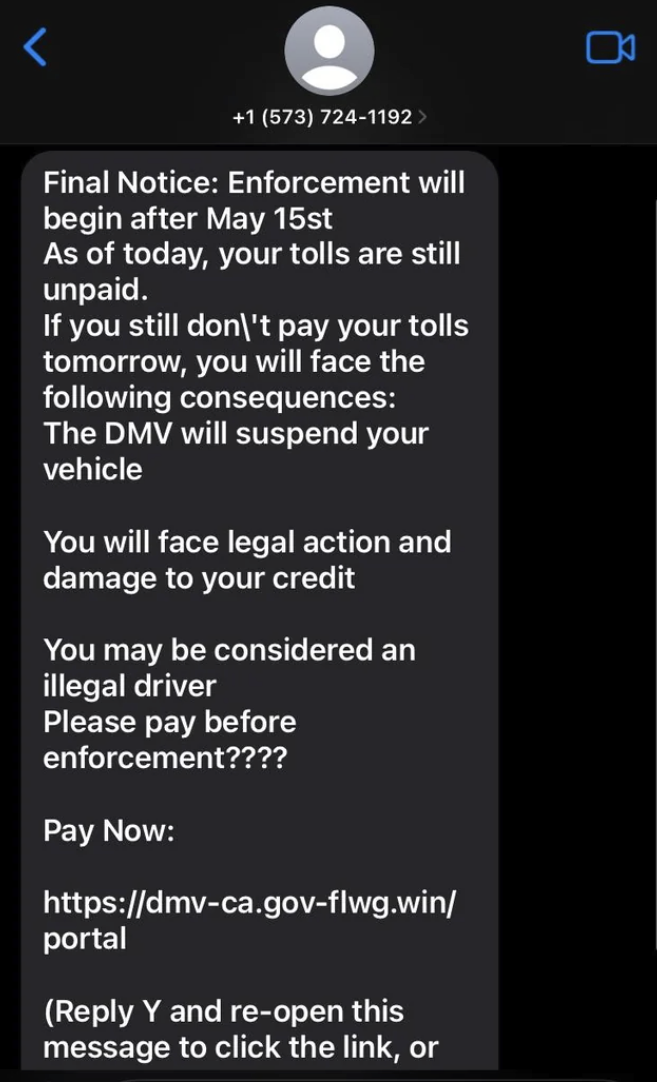 +1 (573) 724-1192
Final Notice: Enforcement will
begin after May 15st
As of today, your tolls are still
unpaid.
If you still don\'t pay your tolls
tomorrow, you will face the
following consequences:
The DMV will suspend your
vehicle
You will face legal action and
damage to your credit
You may be considered an
illegal driver
Please pay before
enforcement????
Pay Now:
https://dmv-ca.gov-flwg.win/
portal
(Reply Y and re-open this
message to click the link, or